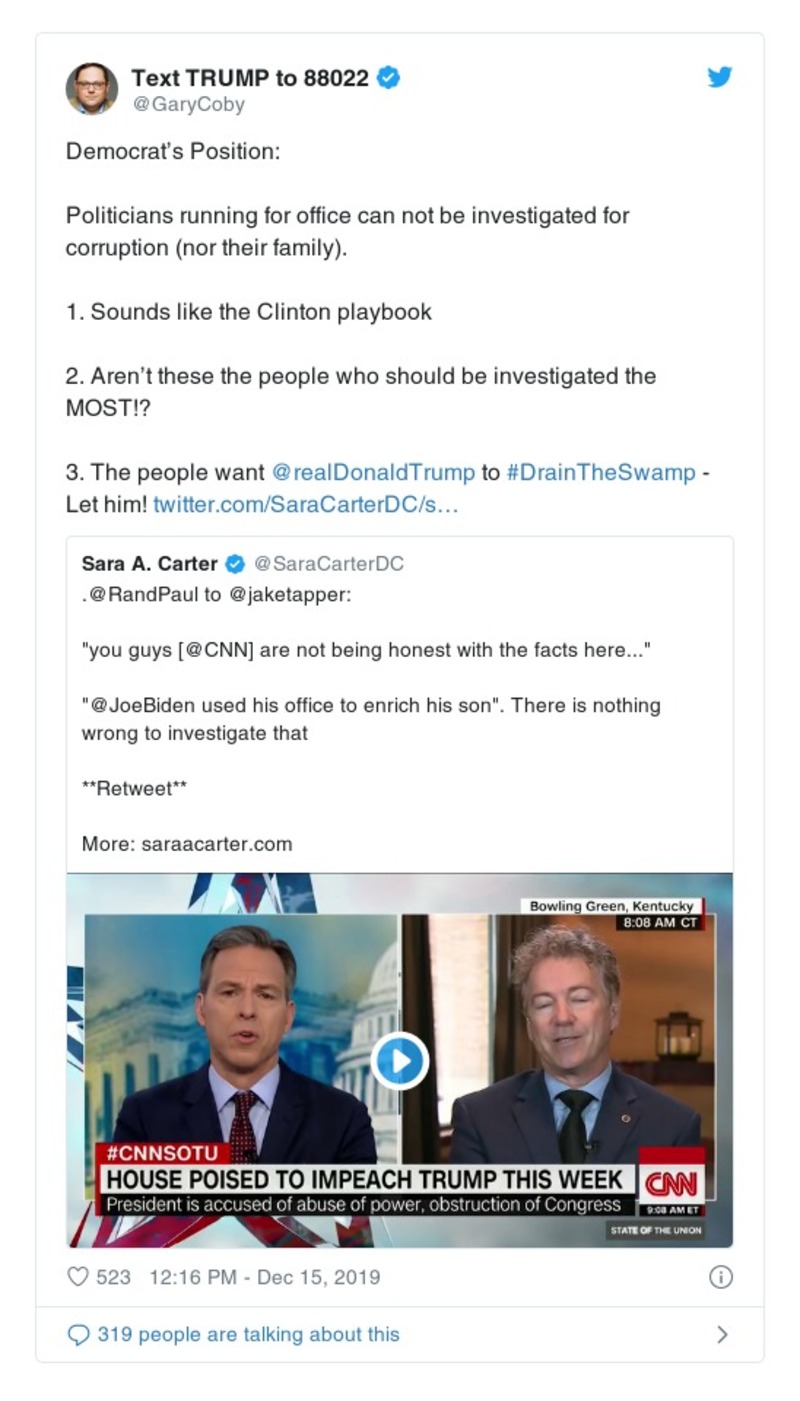 Text TRUMP to 88022
@GaryCoby
Democrat's Position:
Politicians running for office can not be investigated for
corruption (nor their family).
1. Sounds like the Clinton playbook
2. Aren't these the people who should be investigated the
MOST!?
3. The people want @realDonaldTrump to #DrainTheSwamp -
Let him! twitter.com/SaraCarterDC/s…
Sara A. Carter @SaraCarterDC
.@RandPaul to @jaketapper:
"you guys [@CNN] are not being honest with the facts here..."
"@JoeBiden used his office to enrich his son". There is nothing
wrong to investigate that
**Retweet**
More: saraacarter.com
Bowling Green, Kentucky
8:08 AM CT
#CNNSOTU
HOUSE POISED TO IMPEACH TRUMP THIS WEEK
President is accused of abuse of power, obstruction of Congress
CNN
9:08 AM ET
STATE OF THE UNION
523 12:16 PM - Dec 15, 2019
319 people are talking about this